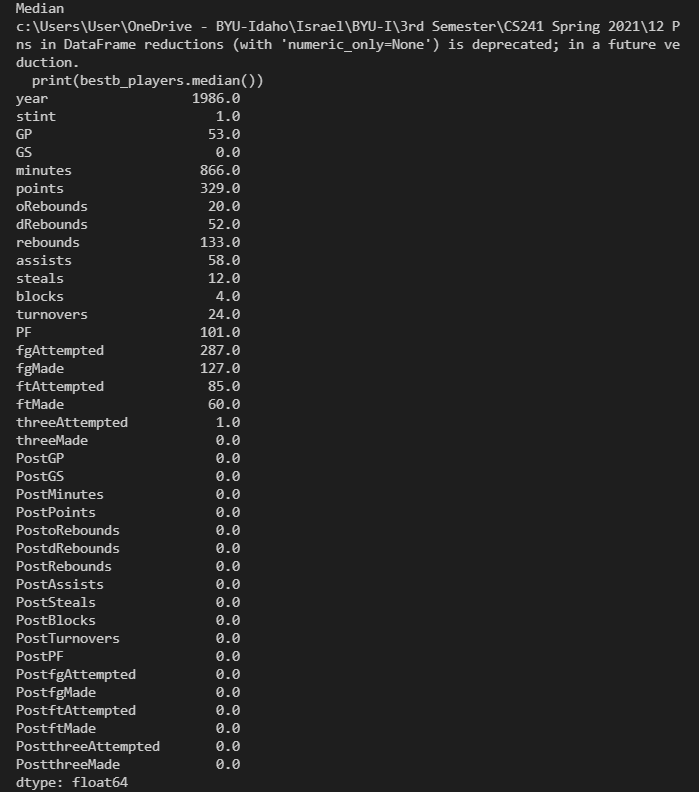 Median
c:\Users\User\OneDrive - BYU-Idaho\Israel\BYU-I\3rd Semester\CS241 Spring 2021\12 P
ns in DataFrame reductions (with 'numeric_only=None') is deprecated; in a future ve
duction.
  print(bestb_players.median())
year                  1986.0
stint                    1.0
GP                      53.0
GS                       0.0
minutes                866.0
points                 329.0
oRebounds               20.0
dRebounds               52.0
rebounds               133.0
assists                 58.0
steals                  12.0
blocks                   4.0
turnovers               24.0
PF                     101.0
fgAttempted            287.0
fgMade                 127.0
ftAttempted             85.0
ftMade                  60.0
threeAttempted           1.0
threeMade                0.0
PostGP                   0.0
PostGS                   0.0
PostMinutes              0.0
PostPoints               0.0
PostoRebounds            0.0
PostdRebounds            0.0
PostRebounds             0.0
PostAssists              0.0
PostSteals               0.0
PostBlocks               0.0
PostTurnovers            0.0
PostPF                   0.0
PostfgAttempted          0.0
PostfgMade               0.0
PostftAttempted          0.0
PostftMade               0.0
PostthreeAttempted       0.0
PostthreeMade            0.0
dtype: float64